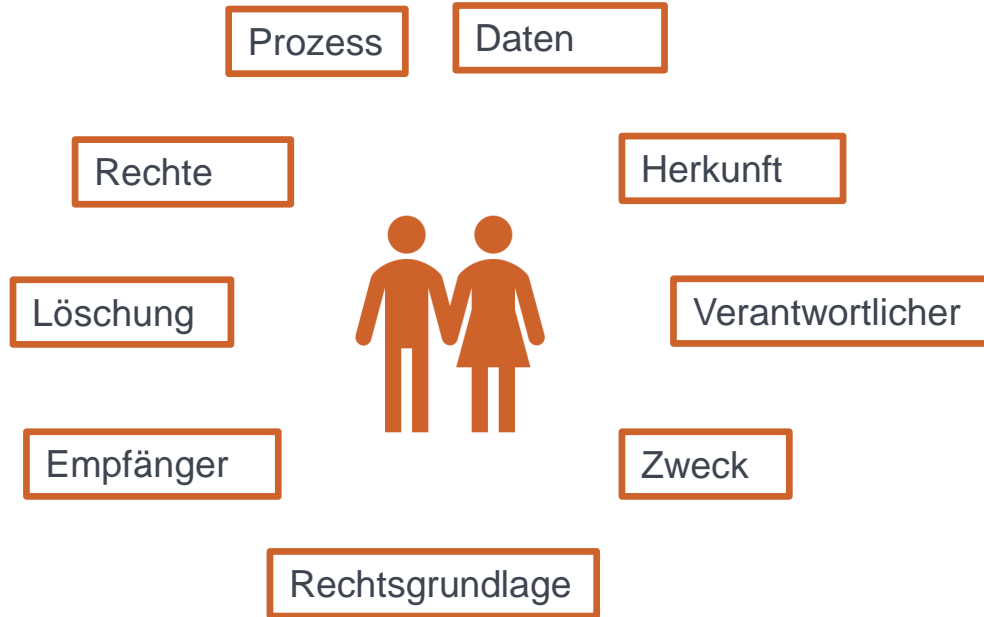 Prozess
Daten
Rechte
Herkunft
Löschung
Verantwortlicher
Empfänger
Zweck
Rechtsgrundlage